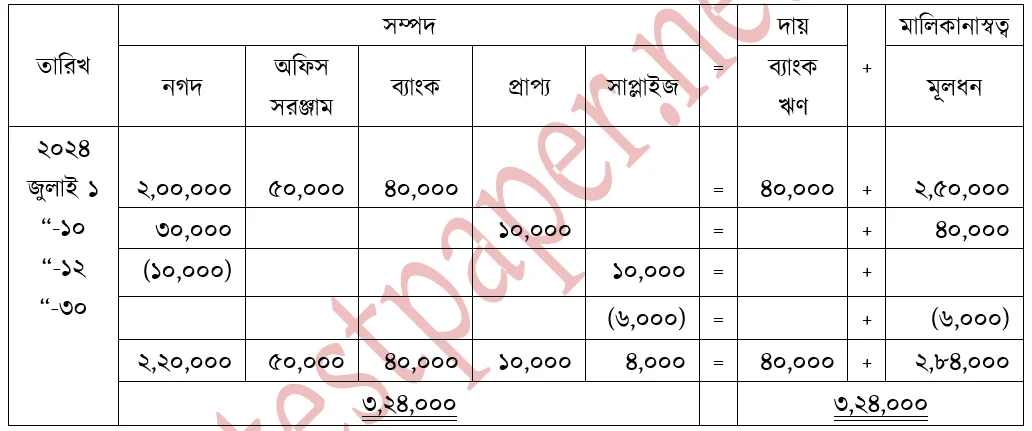 তারিখ সম্পদ = দায় + মালিকানাস্বত্ব
নগদ অফিস সরঞ্জাম ব্যাংক প্রাপ্য সাপ্লাইজ ব্যাংক ঋণ মূলধন
২০২৪
জুলাই ১ ২,০০,০০০ ৫০,০০০ ৪০,০০০ = ৪০,০০০ + ২,৫০,০০০
“-১০ ৩০,০০০ ১০,০০০ = + ৪০,০০০
“-১২ (১০,০০০) ১০,০০০ = +
“-৩০ (৬,০০০) = + (৬,০০০)
২,২০,০০০ ৫০,০০০ ৪০,০০০ ১০,০০০ ৪,০০০ = ৪০,০০০ + ২,৮৪,০০০
৩,২৪,০০০ ৩,২৪,০০০
testpaper.net